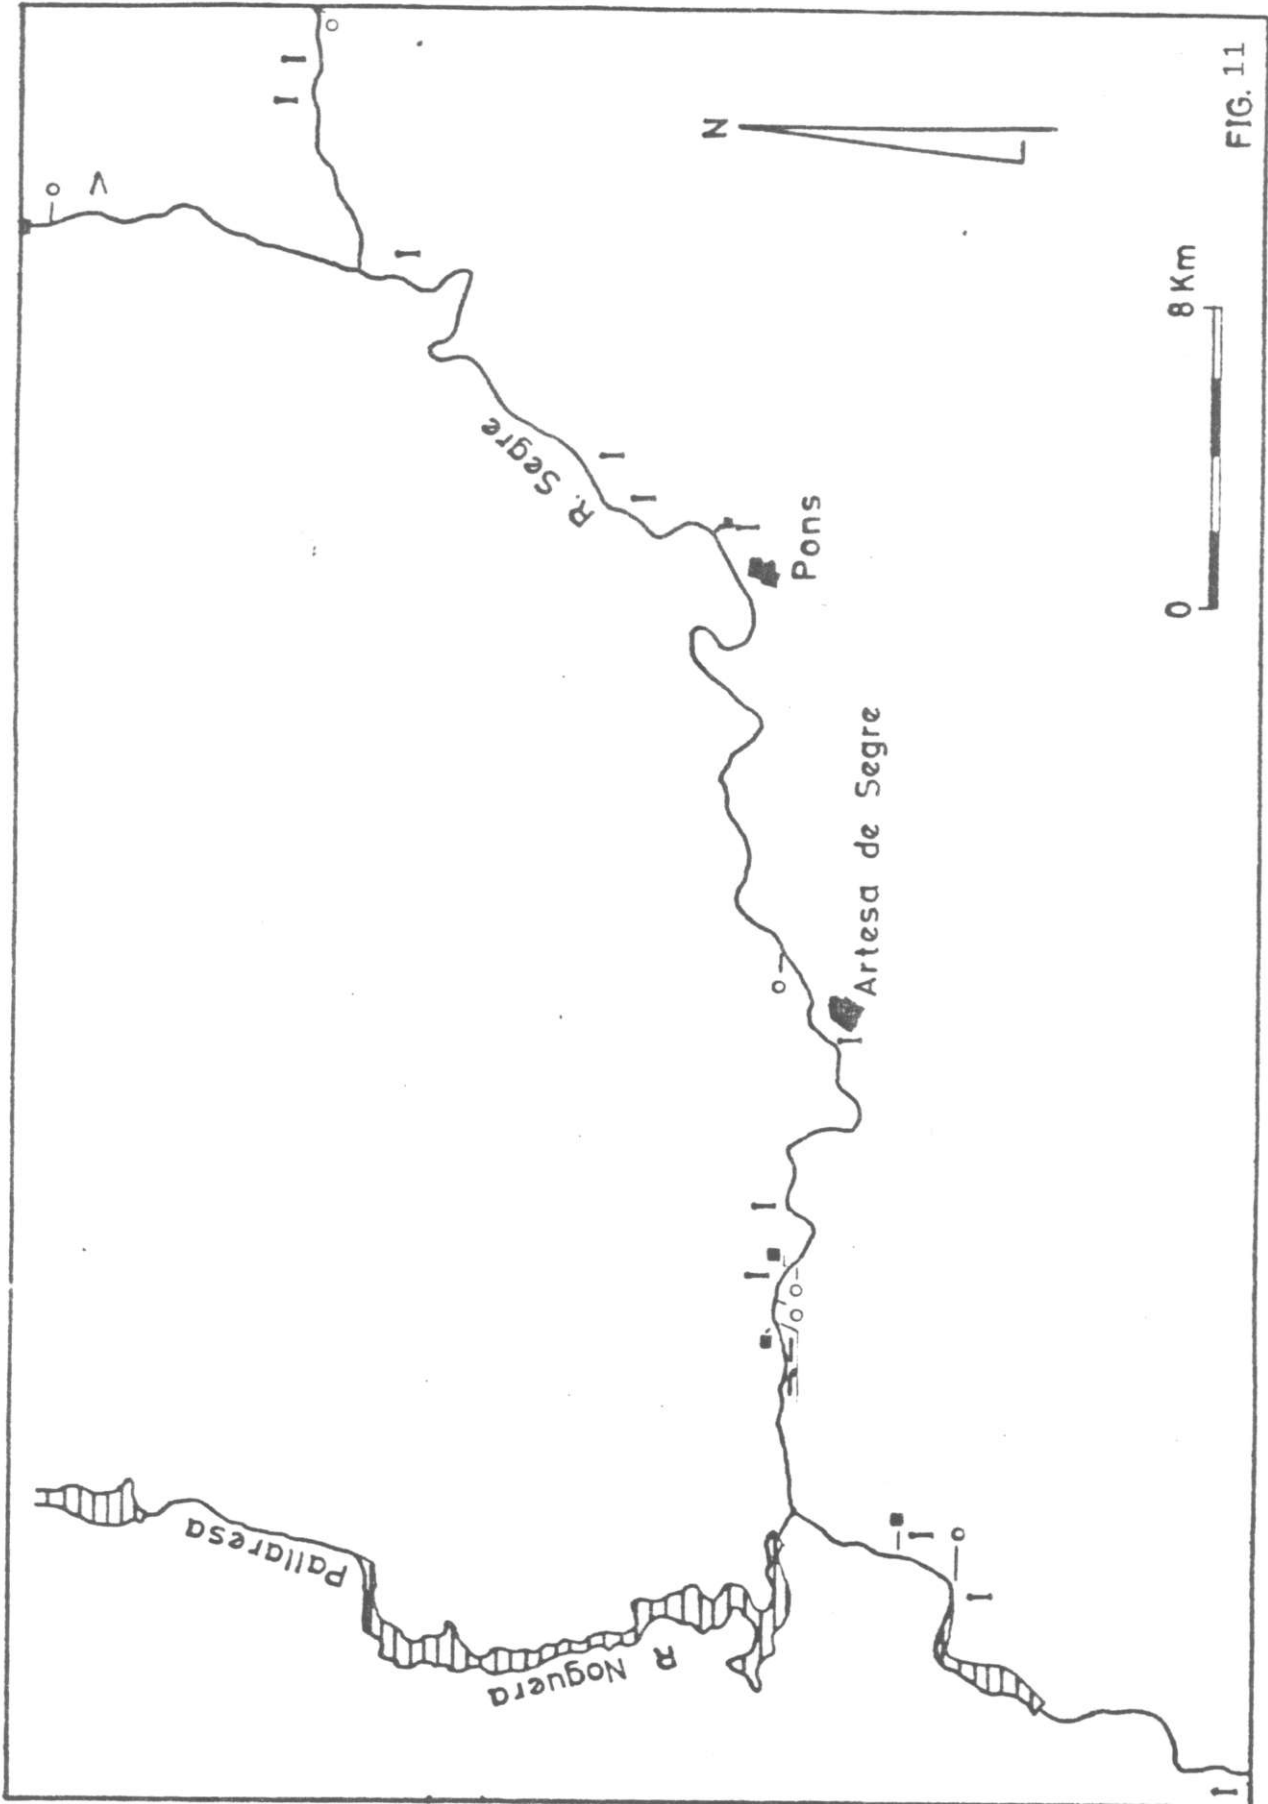 N
R. Segre
Pons
Artesa de Segre
Pallaresa
R Noguera
0 8 Km
FIG. 11